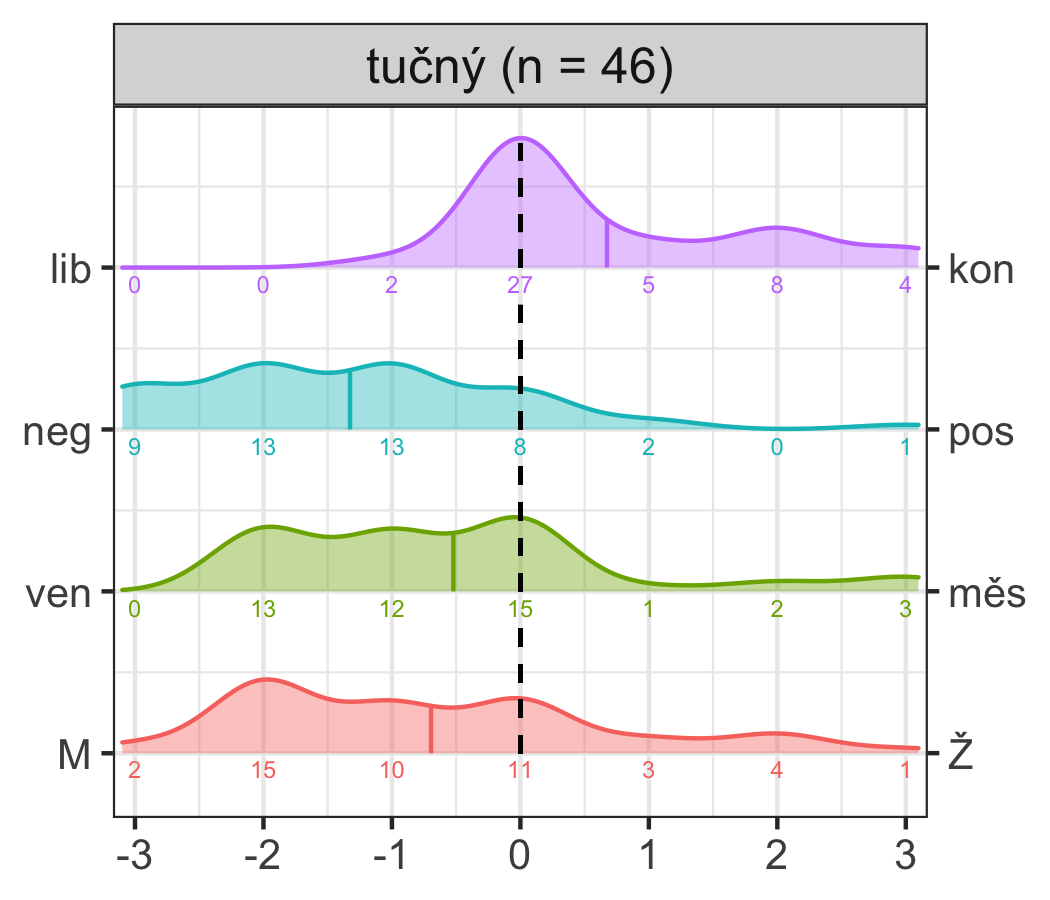 tučný (n = 46)
lib kon
0 0 2 27 5 8 4
neg pos
9 13 13 8 2 0 1
ven měs
0 13 12 15 1 2 3
M Ž
2 15 10 11 3 4 1
-3 -2 -1 0 1 2 3